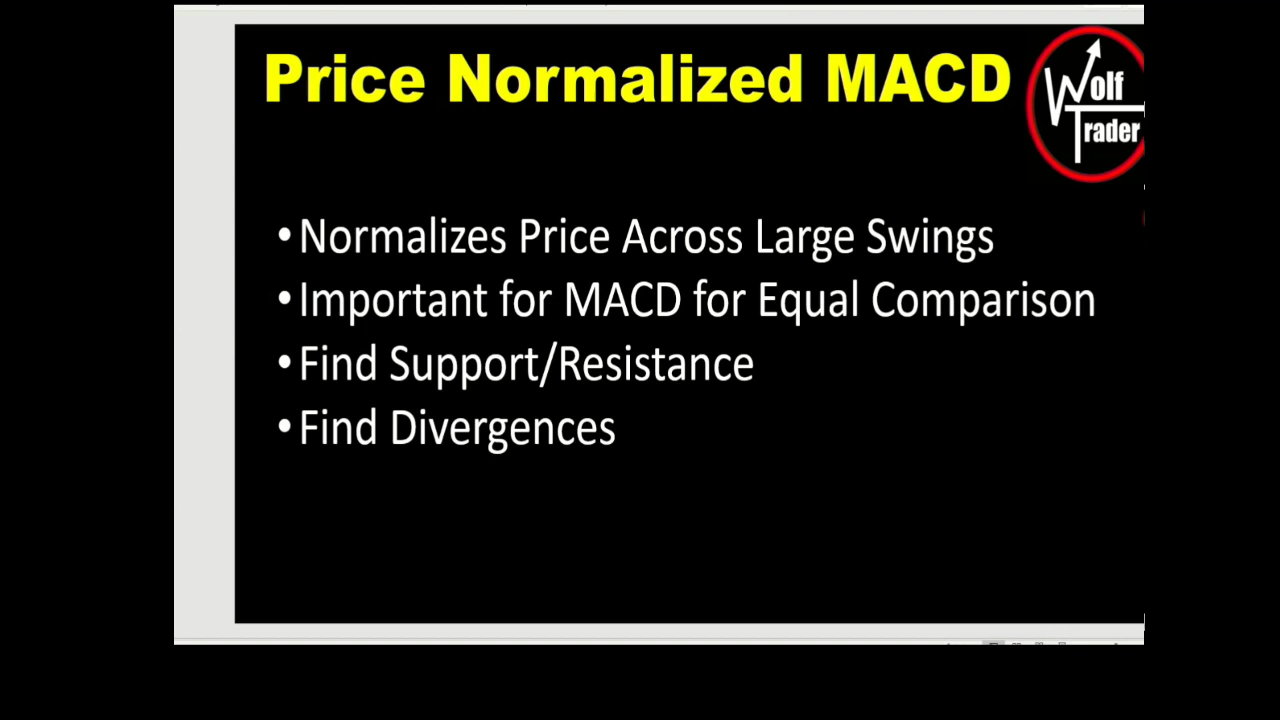 Price Normalized MACD
Wolf
Trader
•Normalizes Price Across Large Swings
•Important for MACD for Equal Comparison
•Find Support/Resistance
•Find Divergences